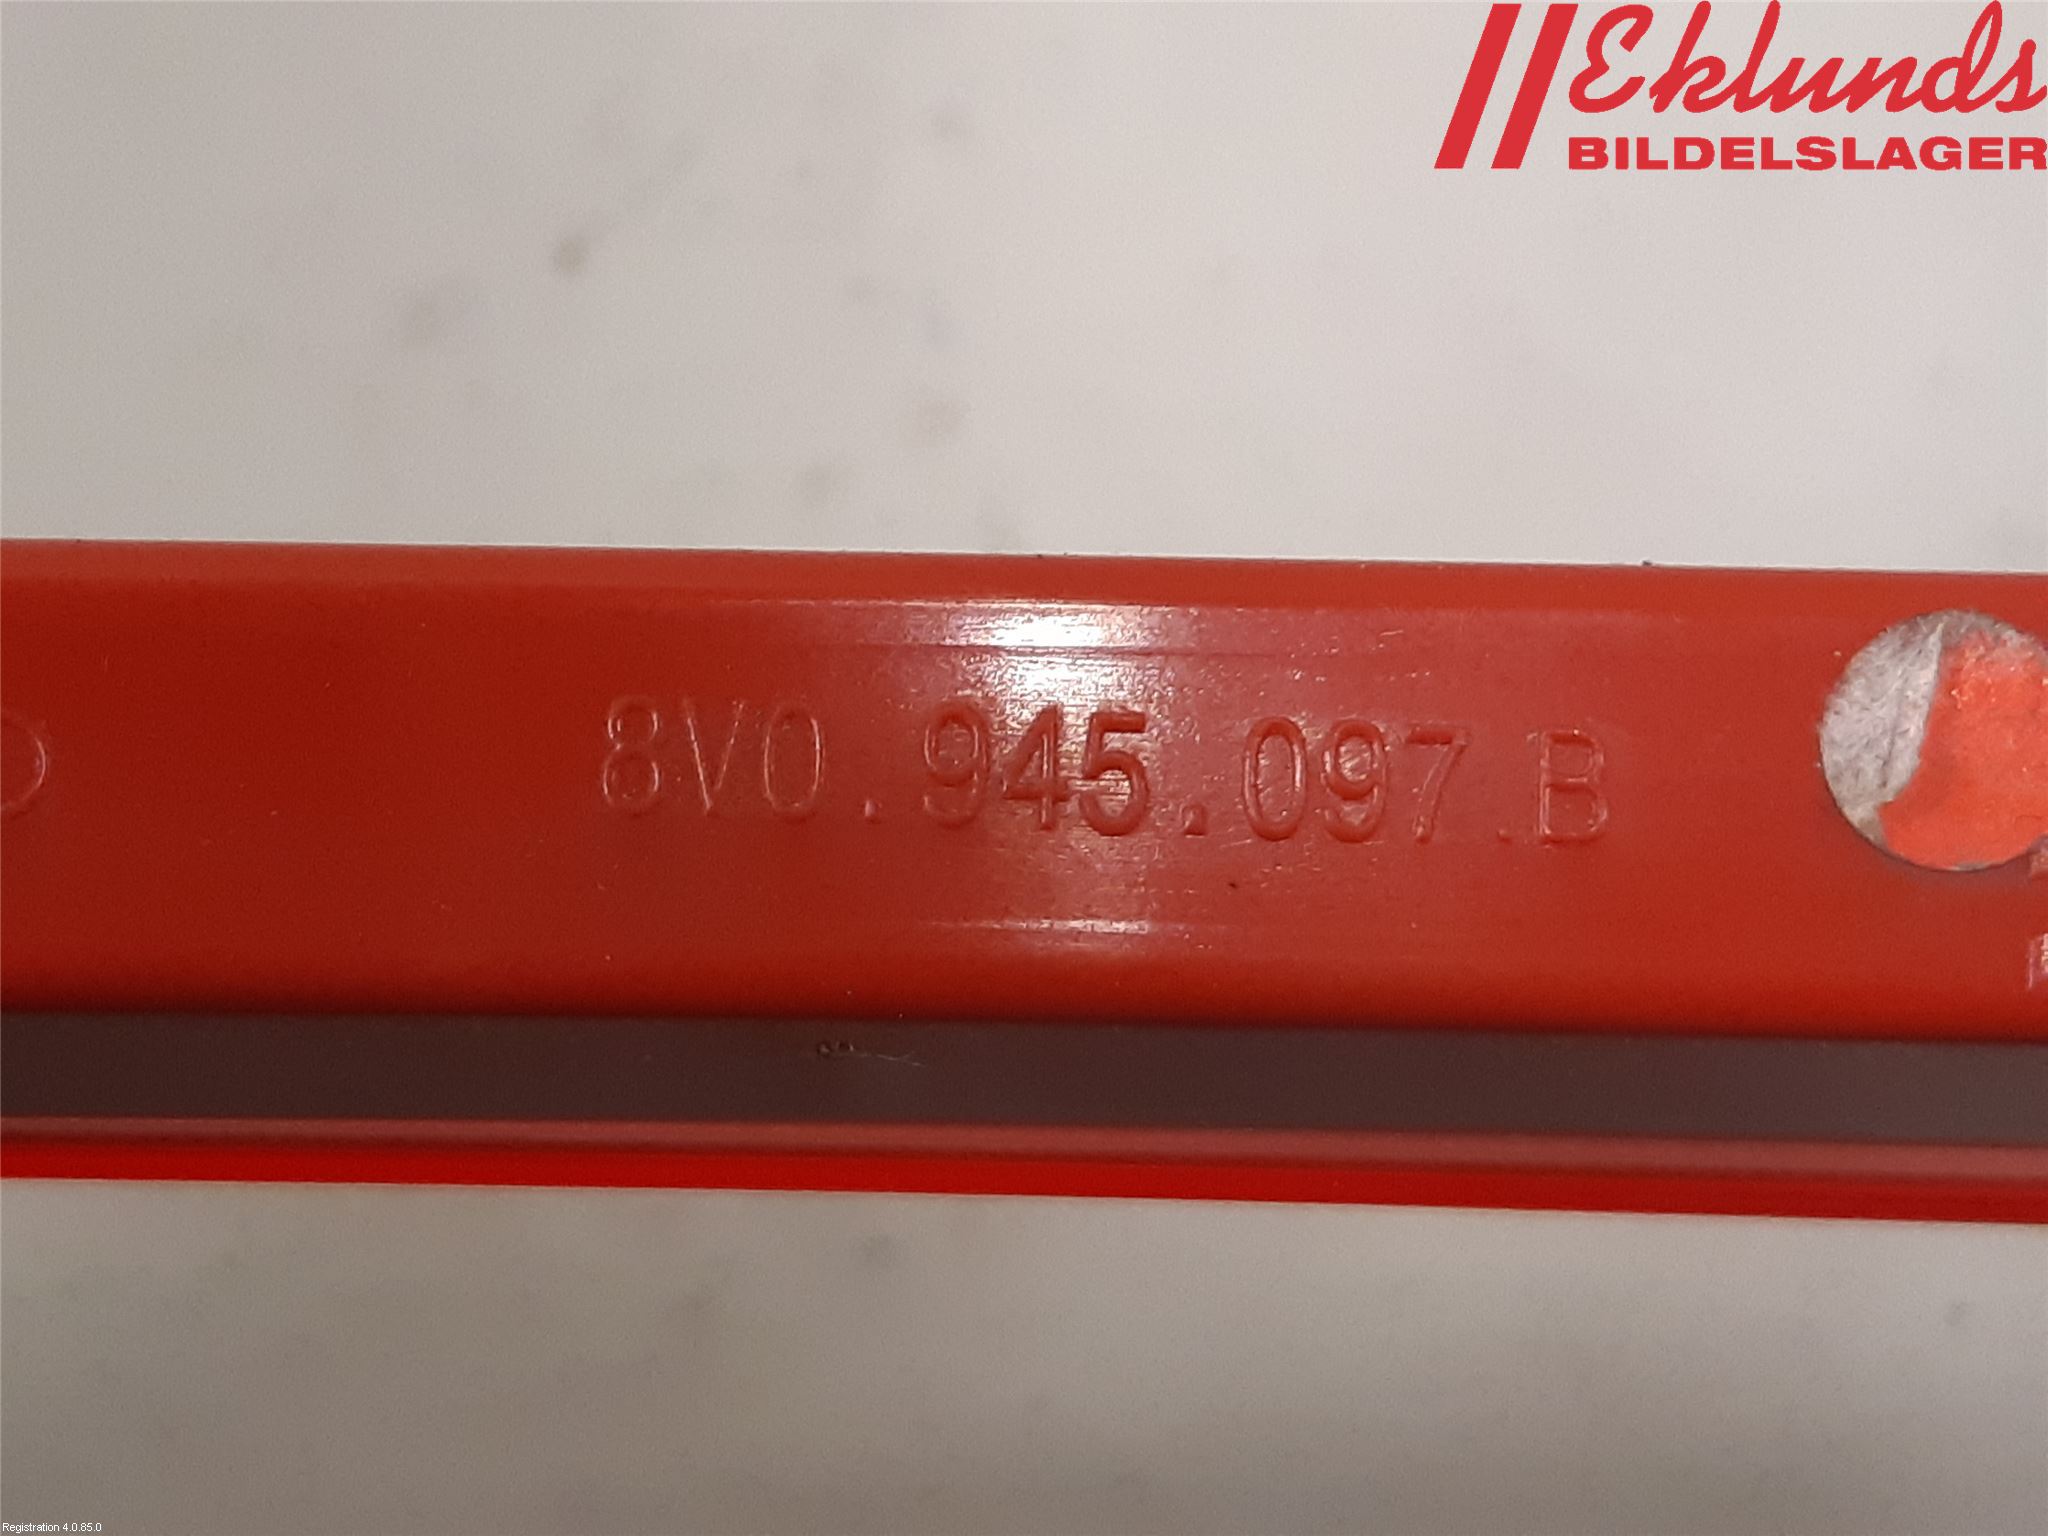 Eklunds
BILDELSLAGER
8V0.945.097.B
Registration 4.0.85.0